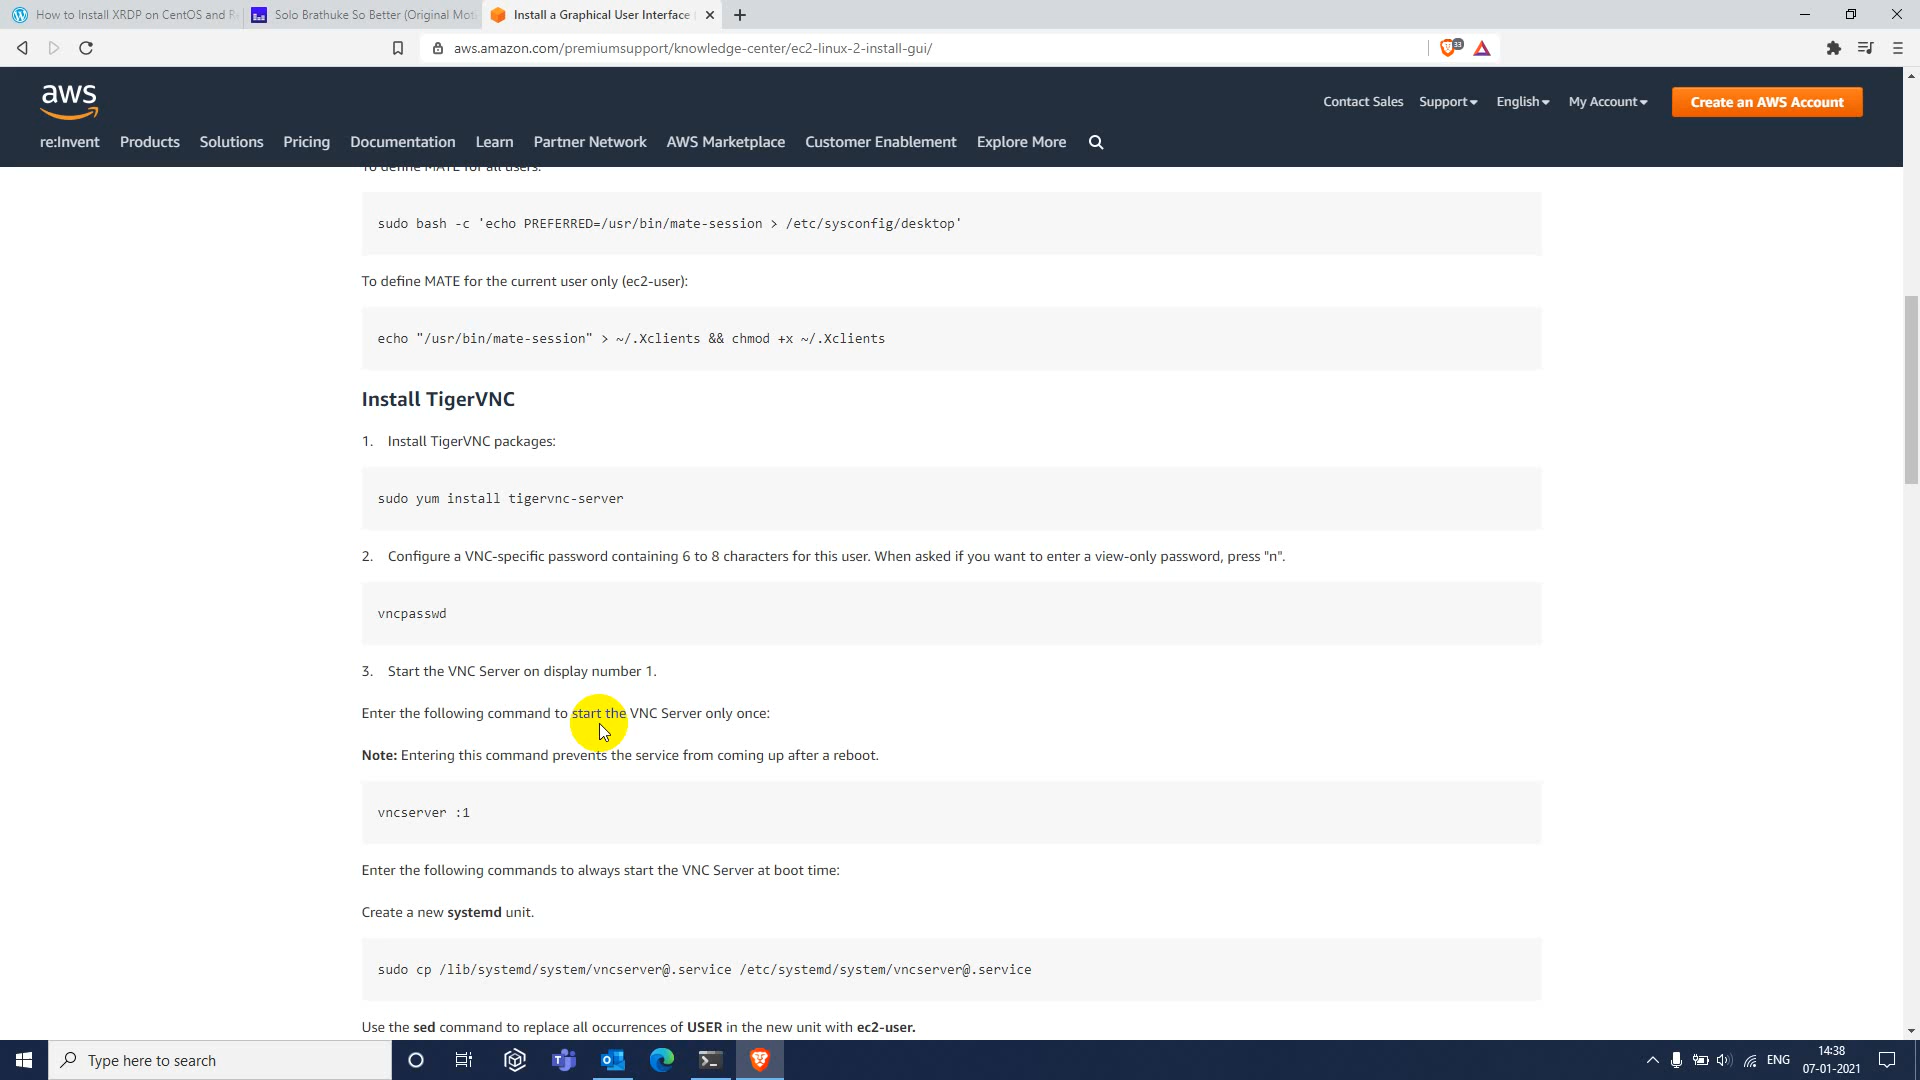 How to Install XRDP on CentOS and R
Solo Brathuke So Better (Original Mot
Install a Graphical User Interface
aws.amazon.com/premiumsupport/knowledge-center/ec2-linux-2-install-gui/
33
aws
Contact Sales Support English My Account Create an AWS Account
re:Invent Products Solutions Pricing Documentation Learn Partner Network AWS Marketplace Customer Enablement Explore More
To define MATE for all users:
sudo bash -c 'echo PREFERRED=/usr/bin/mate-session > /etc/sysconfig/desktop'
To define MATE for the current user only (ec2-user):
echo "/usr/bin/mate-session" > ~/.Xclients && chmod +x ~/.Xclients
Install TigerVNC
1. Install TigerVNC packages:
sudo yum install tigervnc-server
2. Configure a VNC-specific password containing 6 to 8 characters for this user. When asked if you want to enter a view-only password, press "n".
vncpasswd
3. Start the VNC Server on display number 1.
Enter the following command to start the VNC Server only once:
Note: Entering this command prevents the service from coming up after a reboot.
vncserver :1
Enter the following commands to always start the VNC Server at boot time:
Create a new systemd unit.
sudo cp /lib/systemd/system/vncserver@.service /etc/systemd/system/vncserver@.service
Use the sed command to replace all occurrences of USER in the new unit with ec2-user.
Type here to search
ENG
14:38
07-01-2021